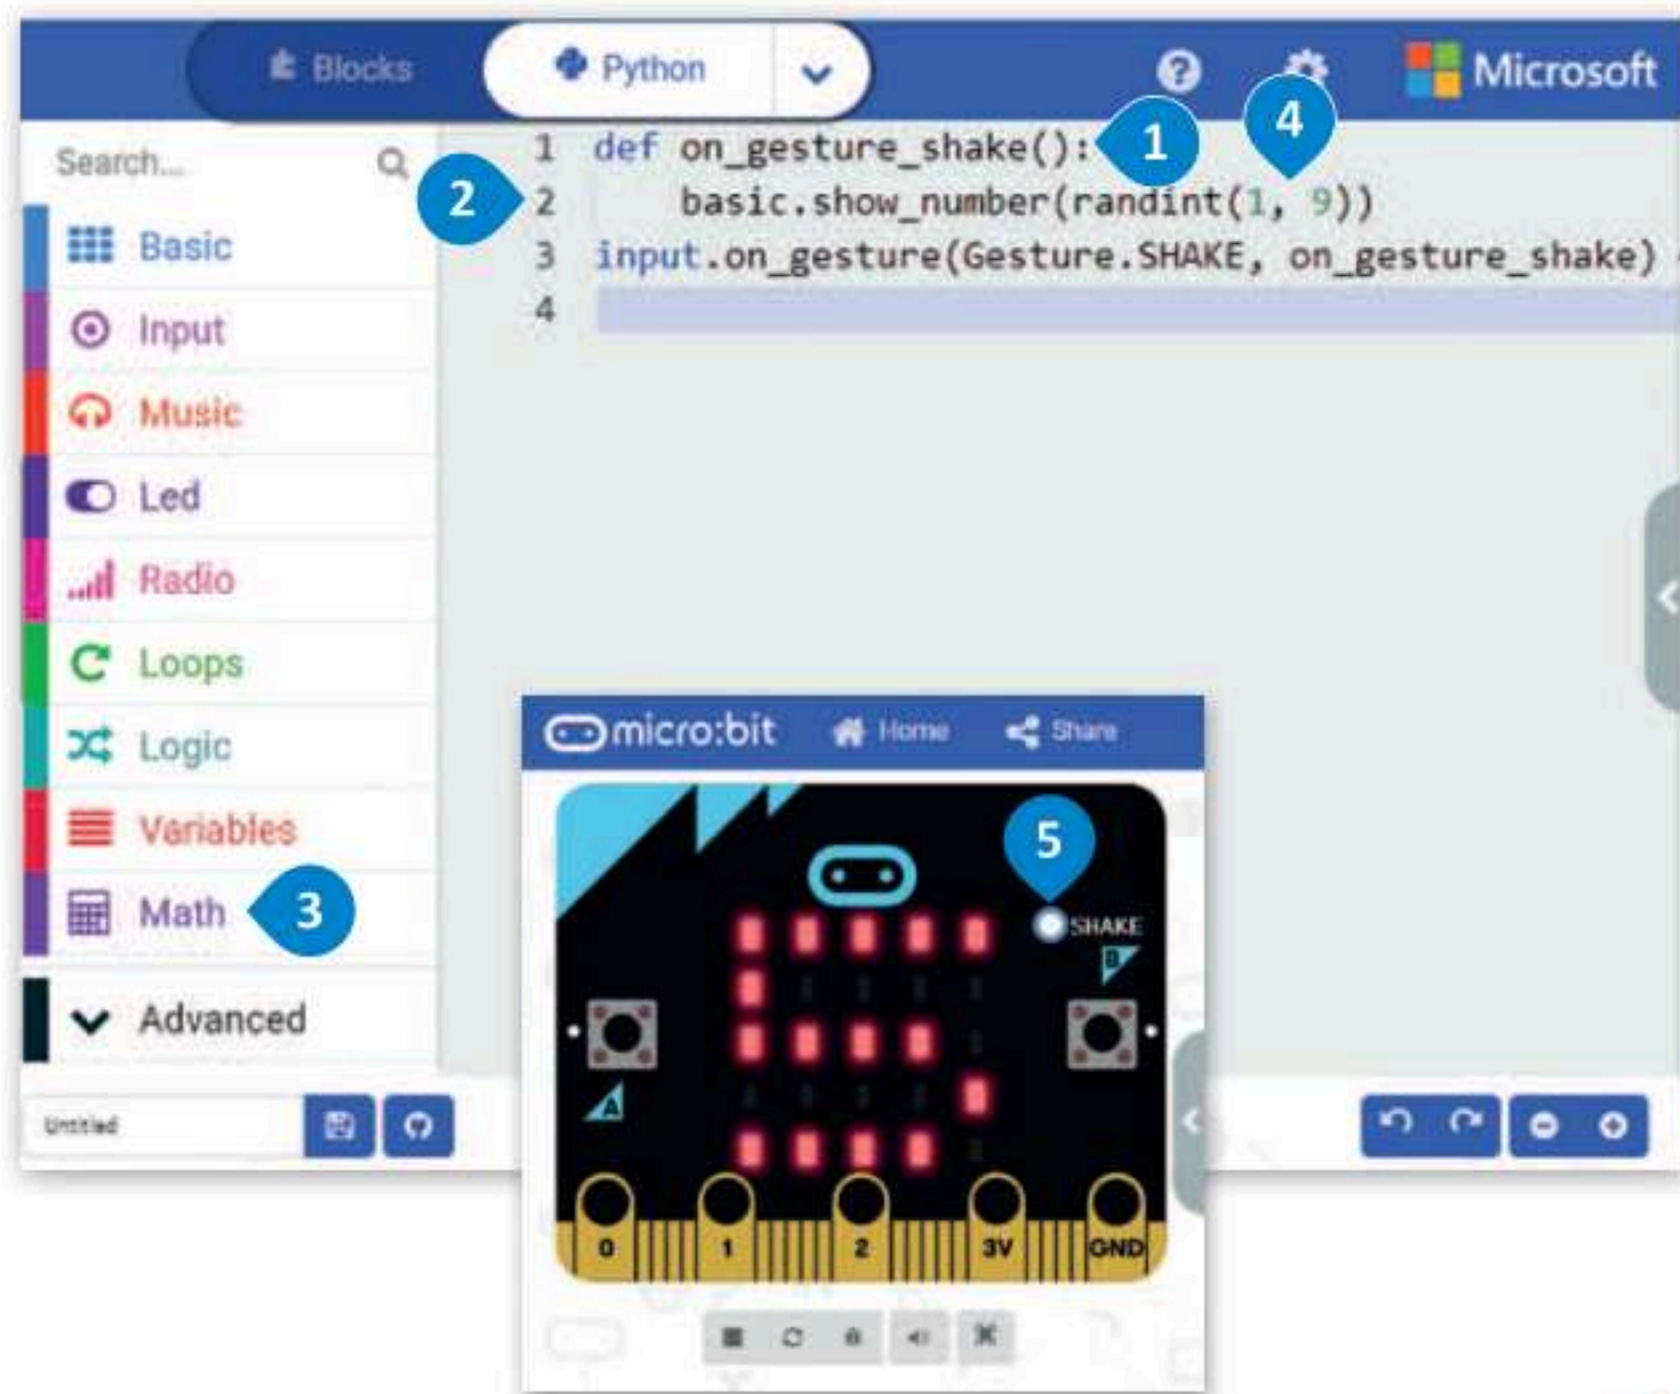 Blocks
Python
Microsoft
Search...
1 def on_gesture_shake():
1
4
2
2 basic.show_number(randint(1, 9))
3 input.on_gesture(Gesture.SHAKE, on_gesture_shake)
4
Basic
Input
Music
Led
Radio
Loops
Logic
Variables
Math
3
Advanced
Untitled
micro:bit
Home
Share
5
SHAKE
B
A
0 1 2 3V GND